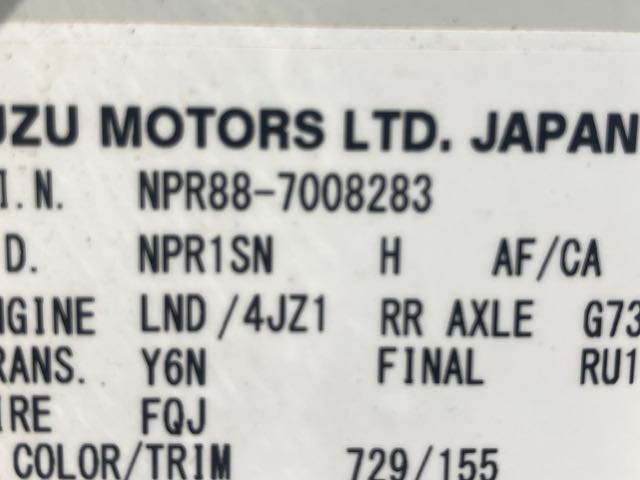 UZU MOTORS LTD. JAPAN
I.N. NPR88-7008283
D. NPR1SN H AF/CA
NGINE LND/4JZ1 RR AXLE G73
RANS. Y6N FINAL RU1
IRE FQJ
COLOR/TRIM 729/155